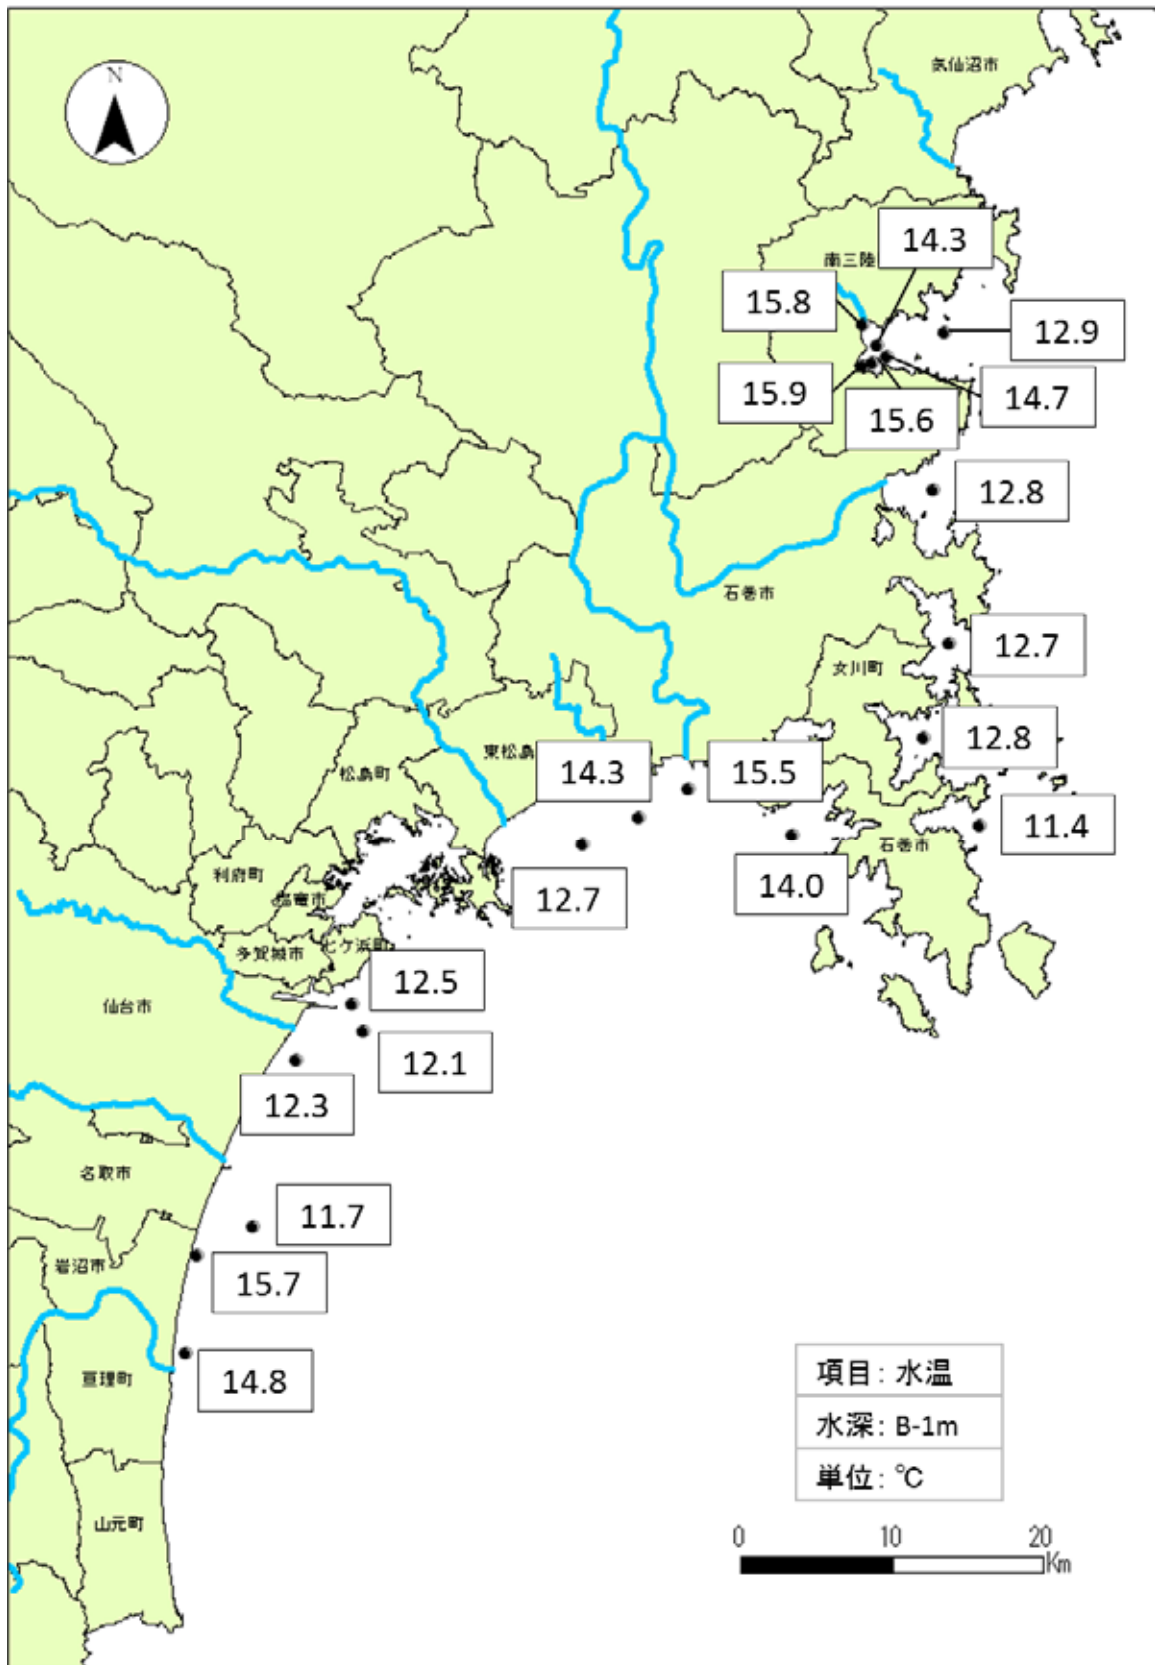 N
気仙沼市
14.3
南三陸
15.8
12.9
15.9
15.6
14.7
12.8
石巻市
12.7
女川町
12.8
東松島
14.3
15.5
松島町
11.4
石巻市
14.0
利府町
12.7
塩竈市
多賀城市
七ケ浜町
12.5
仙台市
12.1
12.3
名取市
11.7
岩沼市
15.7
亘理町
14.8
項目: 水温
水深: B-1m
単位: ℃
山元町
0 10 20
Km